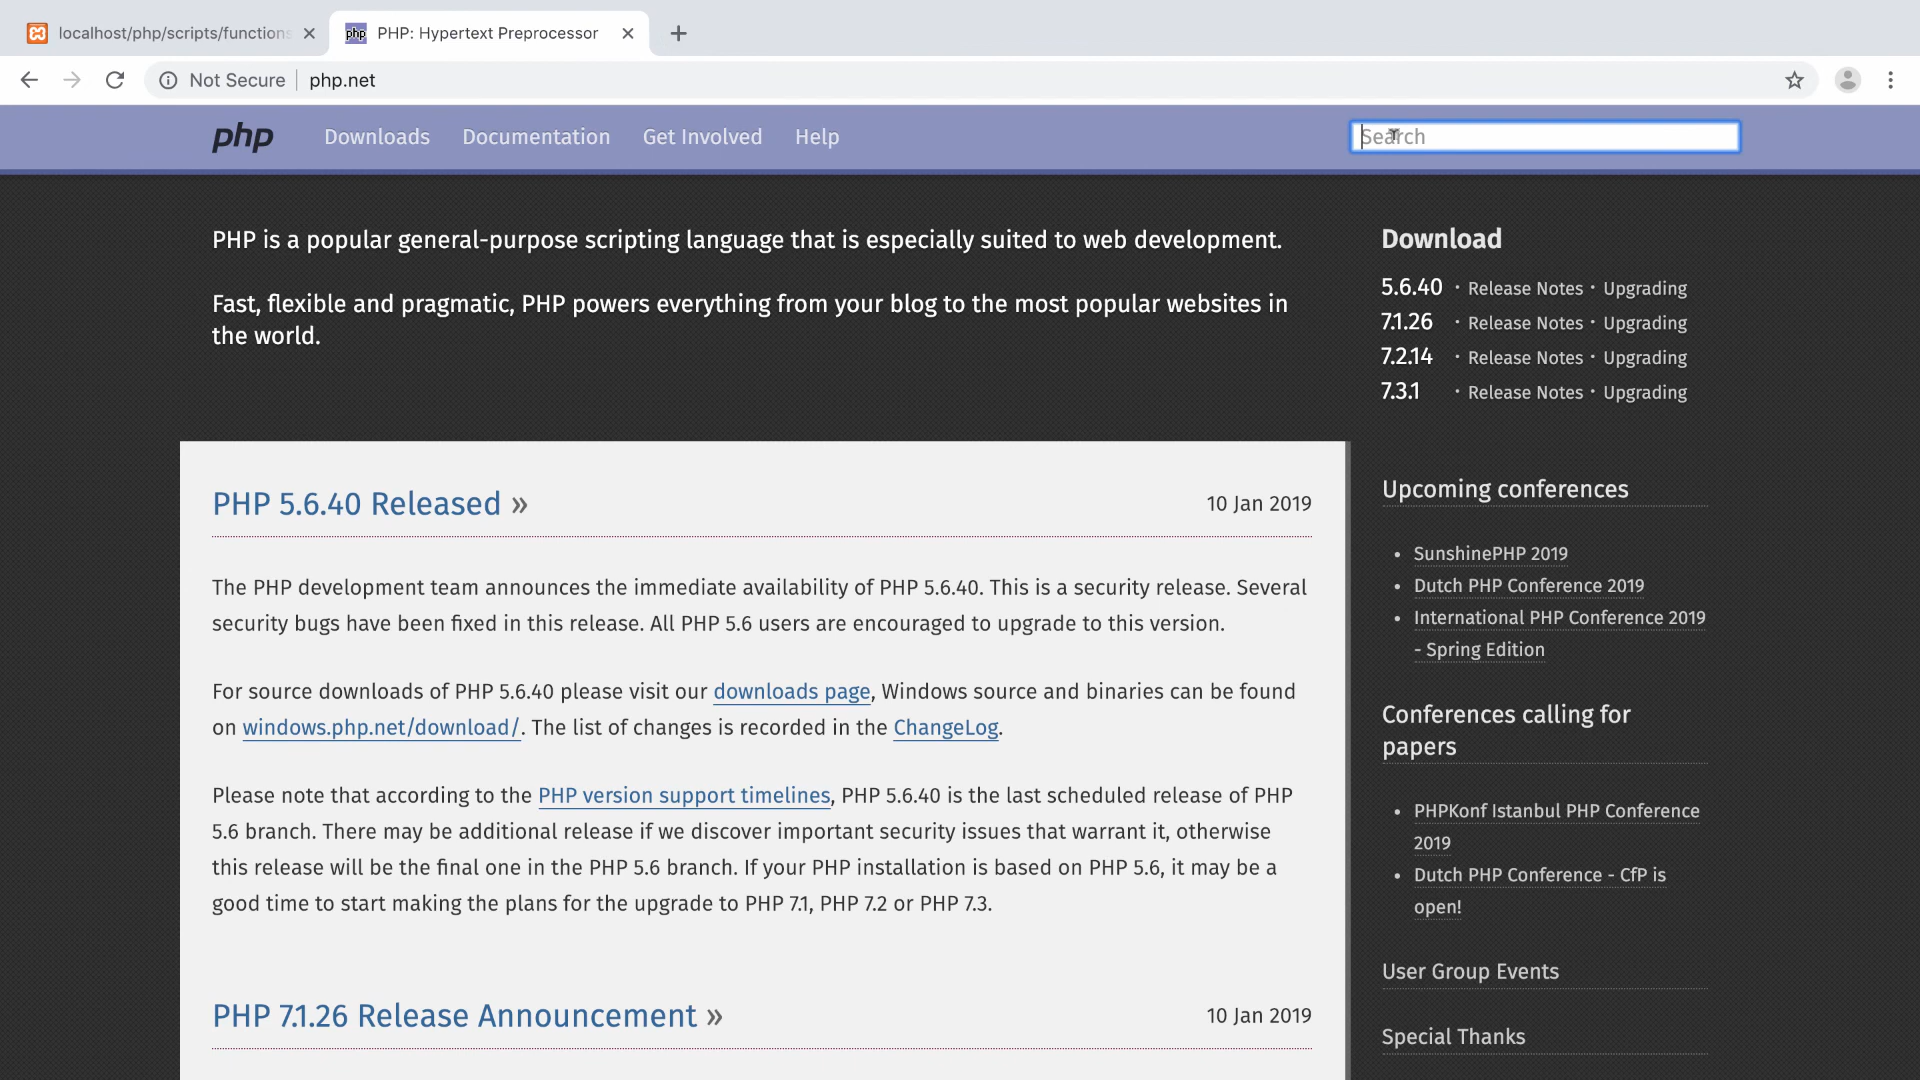 localhost/php/scripts/functions
php PHP: Hypertext Preprocessor
Not Secure php.net
php Downloads Documentation Get Involved Help Search
PHP is a popular general-purpose scripting language that is especially suited to web development.
Fast, flexible and pragmatic, PHP powers everything from your blog to the most popular websites in
the world.
Download
5.6.40 · Release Notes · Upgrading
7.1.26 · Release Notes · Upgrading
7.2.14 · Release Notes · Upgrading
7.3.1 · Release Notes · Upgrading
PHP 5.6.40 Released » 10 Jan 2019
The PHP development team announces the immediate availability of PHP 5.6.40. This is a security release. Several
security bugs have been fixed in this release. All PHP 5.6 users are encouraged to upgrade to this version.
For source downloads of PHP 5.6.40 please visit our downloads page, Windows source and binaries can be found
on windows.php.net/download/. The list of changes is recorded in the ChangeLog.
Please note that according to the PHP version support timelines, PHP 5.6.40 is the last scheduled release of PHP
5.6 branch. There may be additional release if we discover important security issues that warrant it, otherwise
this release will be the final one in the PHP 5.6 branch. If your PHP installation is based on PHP 5.6, it may be a
good time to start making the plans for the upgrade to PHP 7.1, PHP 7.2 or PHP 7.3.
PHP 7.1.26 Release Announcement » 10 Jan 2019
Upcoming conferences
• SunshinePHP 2019
• Dutch PHP Conference 2019
• International PHP Conference 2019
- Spring Edition
Conferences calling for
papers
• PHPKonf Istanbul PHP Conference
2019
• Dutch PHP Conference - CfP is
open!
User Group Events
Special Thanks